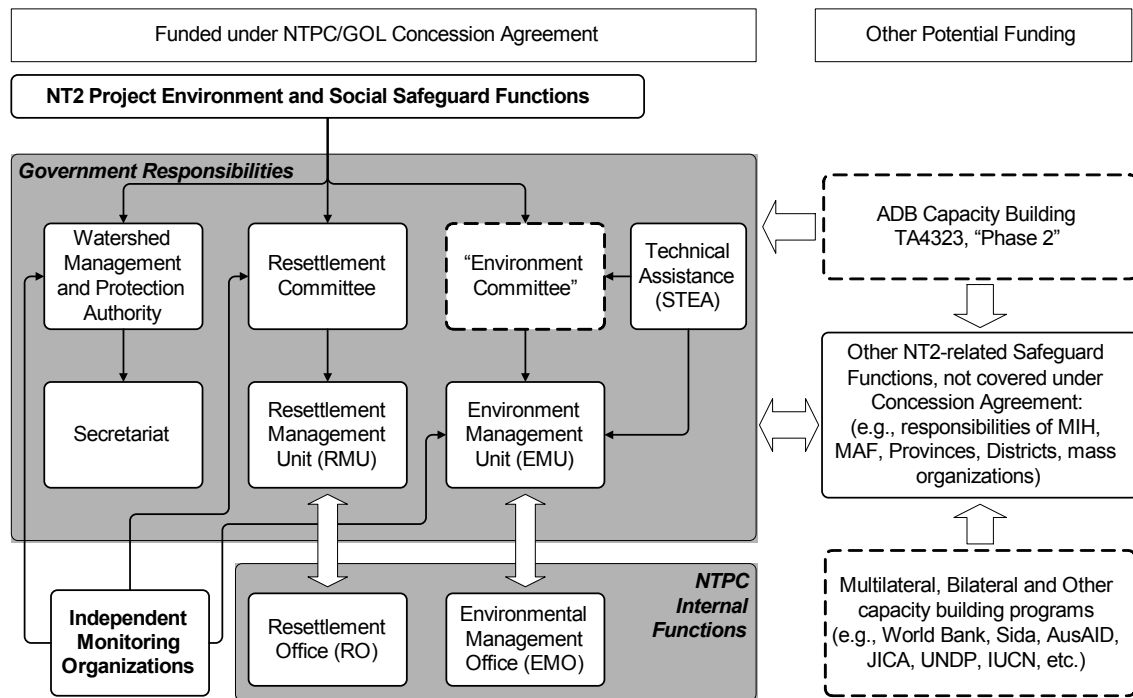 Funded under NTPC/GOL Concession Agreement
Other Potential Funding
NT2 Project Environment and Social Safeguard Functions
Government Responsibilities
Watershed
Management
and Protection
Authority
Resettlement
Committee
“Environment
Committee”
Technical
Assistance
(STEA)
ADB Capacity Building
TA4323, “Phase 2”
Secretariat
Resettlement
Management
Unit (RMU)
Environment
Management
Unit (EMU)
Other NT2-related Safeguard
Functions, not covered under
Concession Agreement:
(e.g., responsibilities of MIH,
MAF, Provinces, Districts, mass
organizations)
Independent
Monitoring
Organizations
Resettlement
Office (RO)
Environmental
Management
Office (EMO)
NTPC
Internal
Functions
Multilateral, Bilateral and Other
capacity building programs
(e.g., World Bank, Sida, AusAID,
JICA, UNDP, IUCN, etc.)